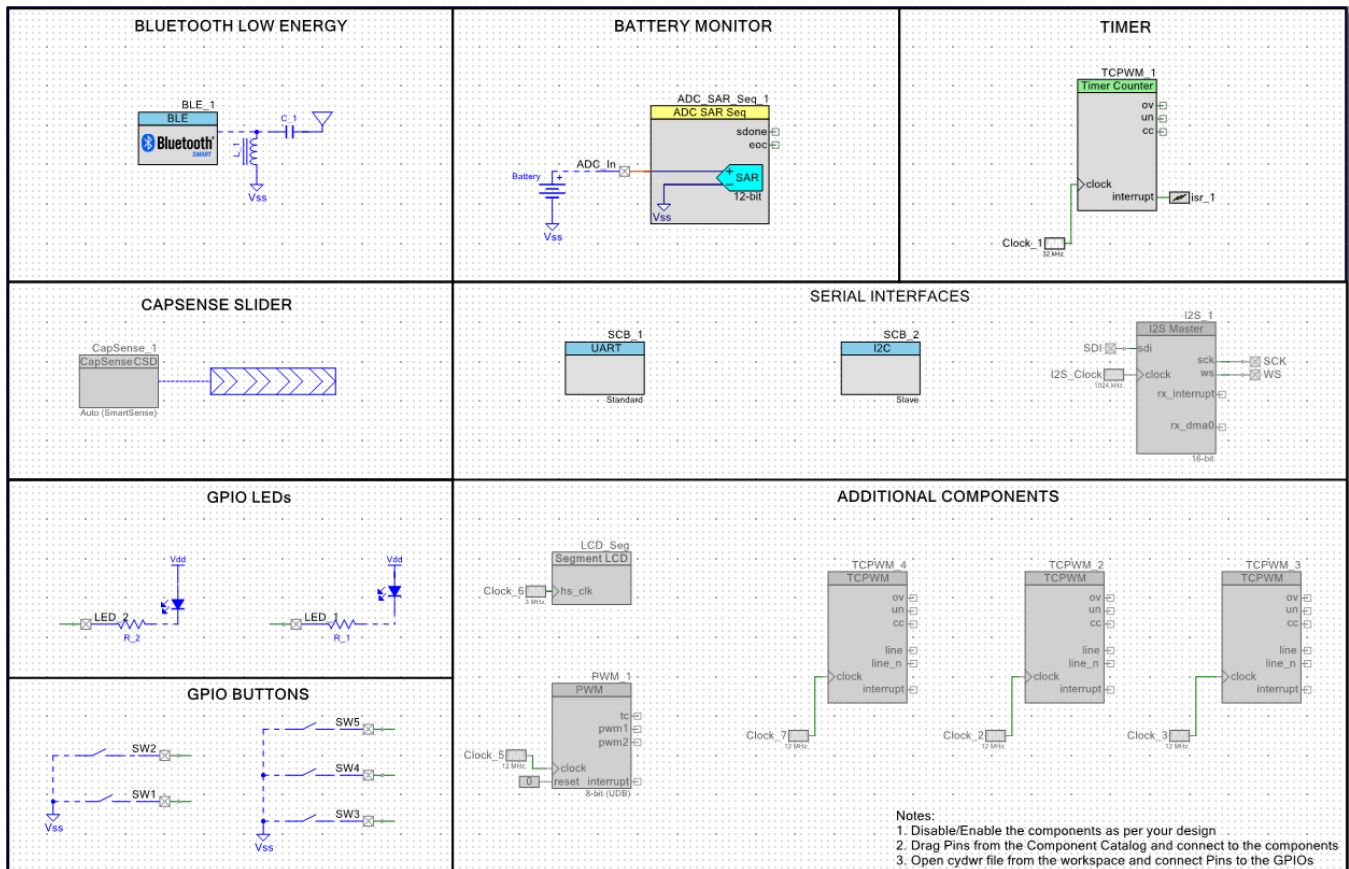 BLUETOOTH LOW ENERGY
BLE_1
BLE
Bluetooth
SMART
L_1
C_1
Vss
BATTERY MONITOR
ADC_SAR_Seq_1
ADC SAR Seq
sdone
eoc
ADC_In
Battery
+
+
SAR
−
12-bit
Vss
Vss
TIMER
TCPWM_1
Timer Counter
ov
un
cc
clock
interrupt
isr_1
Clock_1
32 kHz
CAPSENSE SLIDER
CapSense_1
CapSense CSD
Auto (SmartSense)
SERIAL INTERFACES
SCB_1
UART
Standard
SCB_2
I2C
Slave
I2S_1
I2S Master
SDI
sdi
sck
SCK
I2S_Clock
clock
ws
WS
1024 kHz
rx_interrupt
rx_dma0
16-bit
GPIO LEDs
Vdd
LED_2
R_2
Vdd
LED_1
R_1
GPIO BUTTONS
SW2
SW1
Vss
SW5
SW4
SW3
Vss
ADDITIONAL COMPONENTS
LCD_Seg
Segment LCD
Clock_6
hs_clk
3 MHz
PWM_1
PWM
tc
pwm1
pwm2
Clock_5
12 MHz
clock
0
reset interrupt
8-bit (UDB)
TCPWM_4
TCPWM
ov
un
cc
line
line_n
clock
interrupt
Clock_7
12 MHz
TCPWM_2
TCPWM
ov
un
cc
line
line_n
clock
interrupt
Clock_2
12 MHz
TCPWM_3
TCPWM
ov
un
cc
line
line_n
clock
interrupt
Clock_3
12 MHz
Notes:
1. Disable/Enable the components as per your design
2. Drag Pins from the Component Catalog and connect to the components
3. Open cydwr file from the workspace and connect Pins to the GPIOs